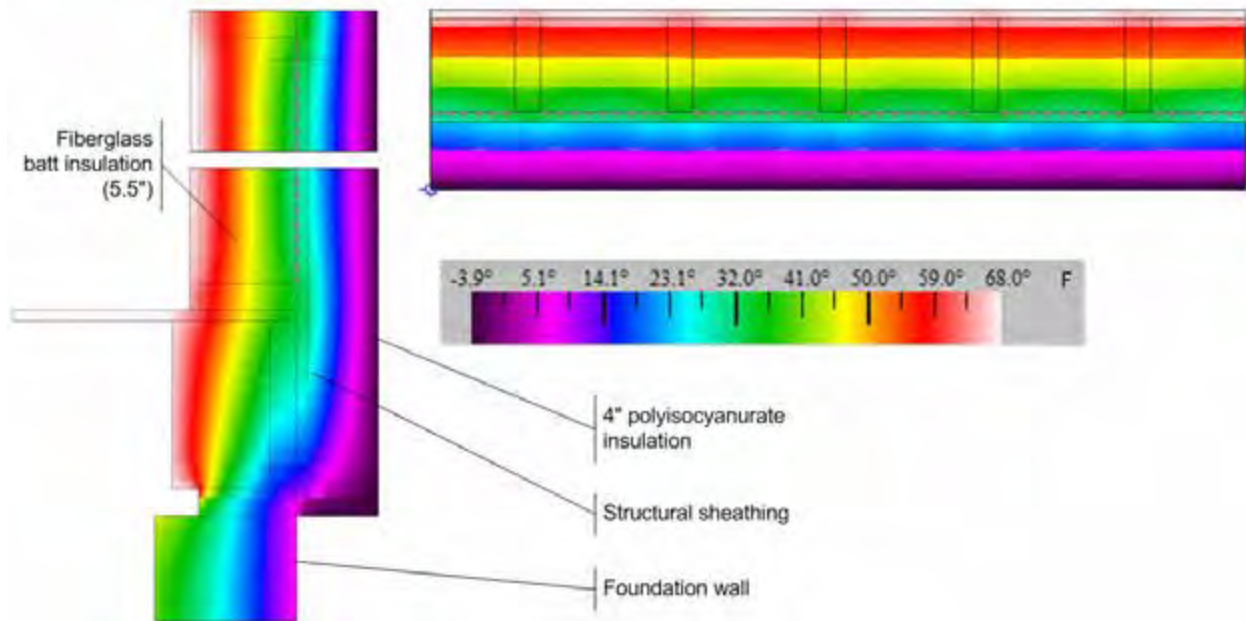 Fiberglass
batt insulation
(5.5")
-3.9° 5.1° 14.1° 23.1° 32.0° 41.0° 50.0° 59.0° 68.0° F
4" polyisocyanurate
insulation
Structural sheathing
Foundation wall